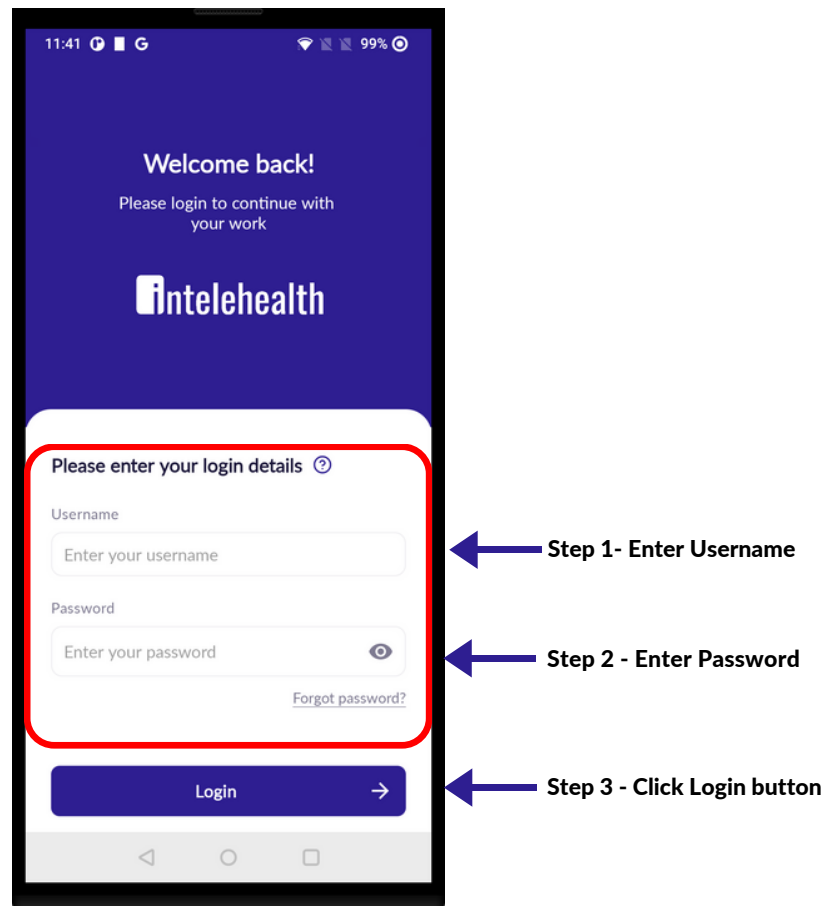 11:41 G 99%
Welcome back!
Please login to continue with
your work
intelehealth
Please enter your login details ?
Username
Enter your username
Step 1- Enter Username
Password
Enter your password
Step 2 - Enter Password
Forgot password?
Login
Step 3 - Click Login button